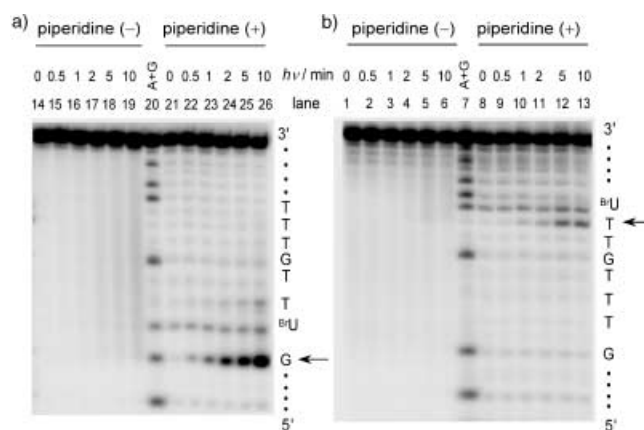 a)
piperidine (−) piperidine (+)
0 0.5 1 2 5 10 A+G 0 0.5 1 2 5 10 hν / min
14 15 16 17 18 19 20 21 22 23 24 25 26 lane
3'
T
T
T
G
T
T
BrU
G
5'
b)
piperidine (−) piperidine (+)
0 0.5 1 2 5 10 A+G 0 0.5 1 2 5 10
1 2 3 4 5 6 7 8 9 10 11 12 13
3'
BrU
T
T
G
T
T
T
G
5'